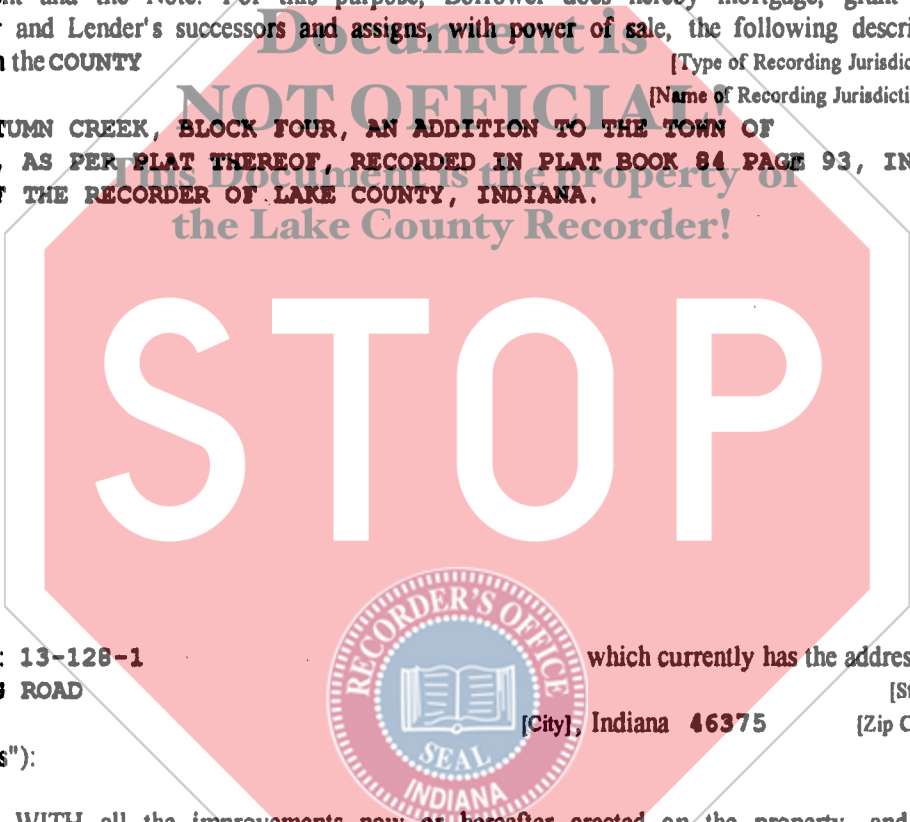 and the Note. For this purpose, Borrower does hereby mortgage, grant
and Lender's successors and assigns, with power of sale, the following
Document is
the COUNTY [Type of Recording
NOT OFFICIAL! [Name of Recording
CREEK, BLOCK FOUR, AN ADDITION TO THE TOWN OF
, AS PER PLAT THEREOF, RECORDED IN PLAT BOOK 84 PAGE 93, IN
This Document is the property of
THE RECORDER OF LAKE COUNTY, INDIANA.
the Lake County Recorder!
STOP
RECORDER'S OFFICE
: 13-128-1 which currently has the
ROAD
[City], Indiana 46375 [Zip
SEAL
"):
INDIANA
WITH all the improvements now or hereafter erected on the property, and